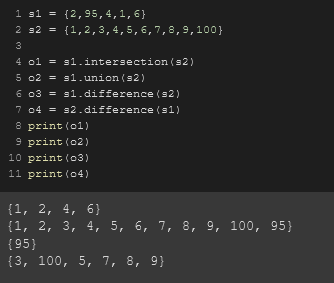 1 s1 = {2,95,4,1,6}
2 s2 = {1,2,3,4,5,6,7,8,9,100}
3
4 o1 = s1.intersection(s2)
5 o2 = s1.union(s2)
6 o3 = s1.difference(s2)
7 o4 = s2.difference(s1)
8 print(o1)
9 print(o2)
10 print(o3)
11 print(o4)
{1, 2, 4, 6}
{1, 2, 3, 4, 5, 6, 7, 8, 9, 100, 95}
{95}
{3, 100, 5, 7, 8, 9}